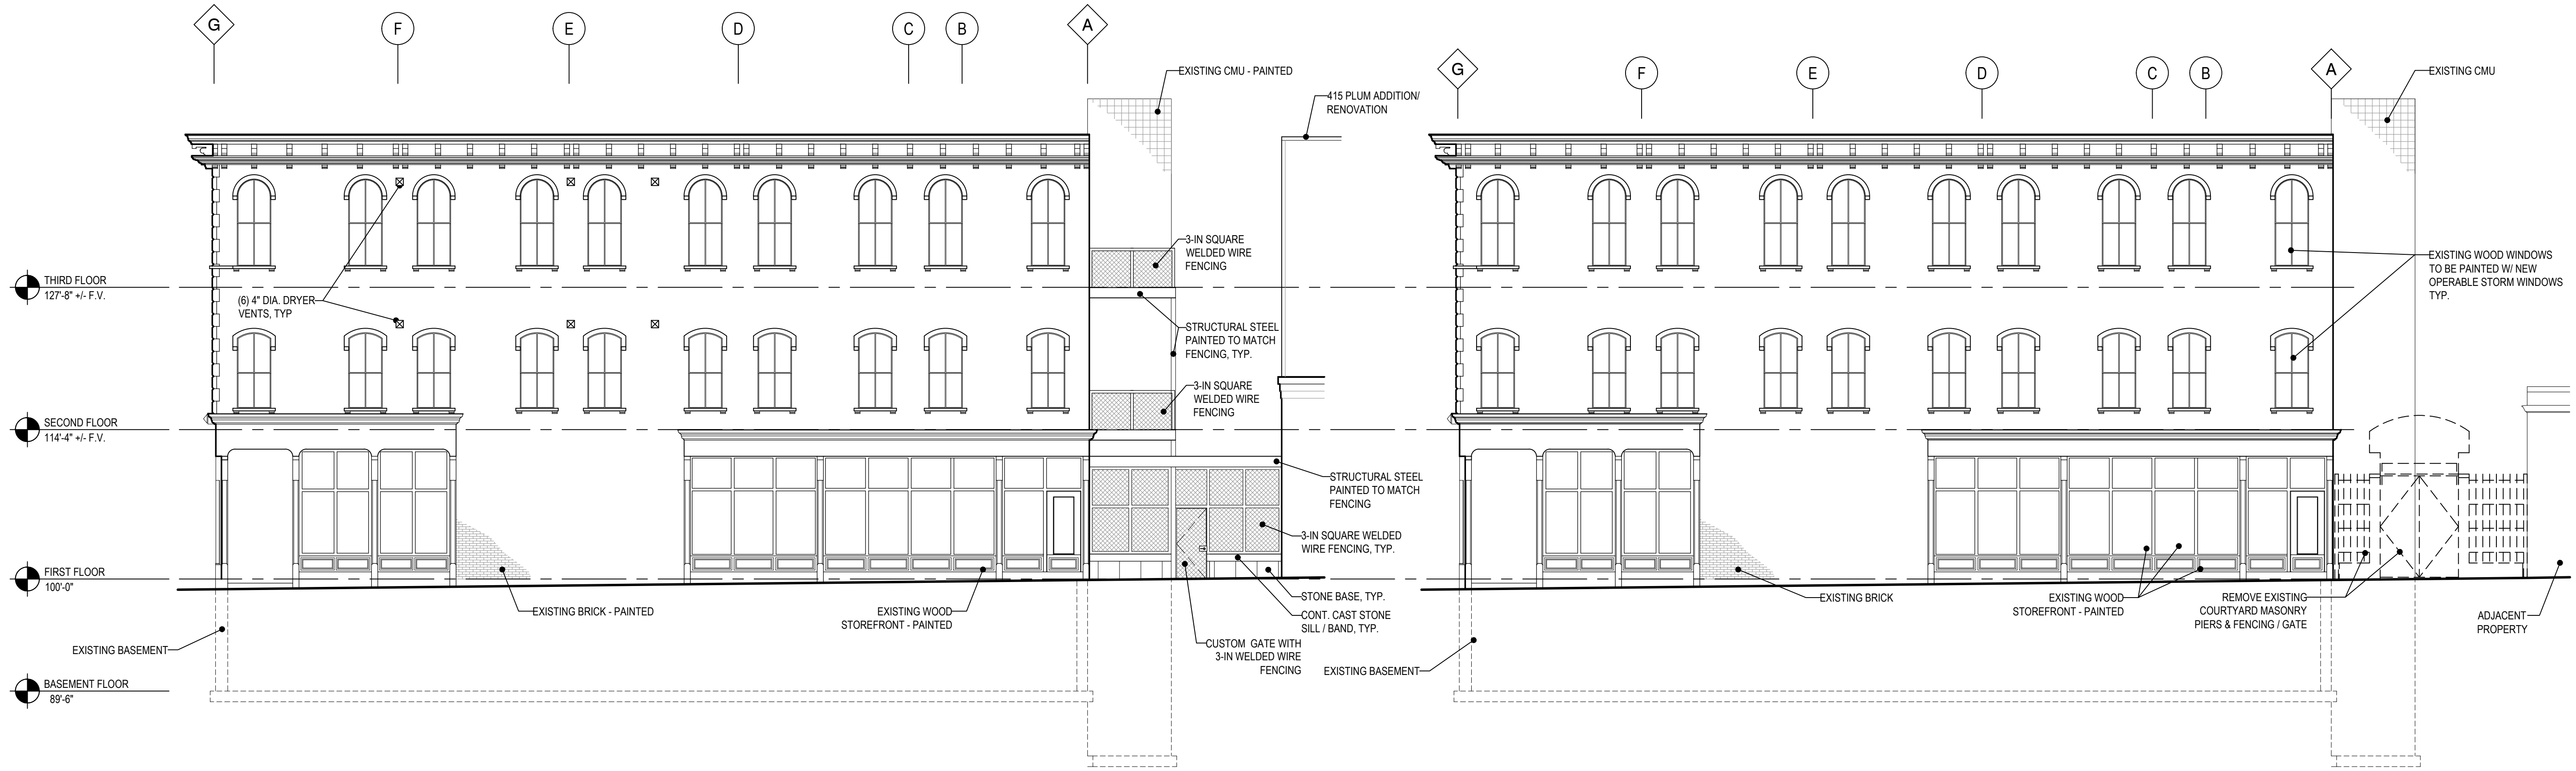 G
F
E
D
C
B
A
EXISTING CMU - PAINTED
415 PLUM ADDITION/
RENOVATION
3-IN SQUARE
WELDED WIRE
FENCING
THIRD FLOOR
127'-8" +/- F.V.
(6) 4" DIA. DRYER
VENTS, TYP
STRUCTURAL STEEL
PAINTED TO MATCH
FENCING, TYP.
3-IN SQUARE
WELDED WIRE
FENCING
SECOND FLOOR
114'-4" +/- F.V.
STRUCTURAL STEEL
PAINTED TO MATCH
FENCING
3-IN SQUARE WELDED
WIRE FENCING, TYP.
FIRST FLOOR
100'-0"
EXISTING BRICK - PAINTED
EXISTING WOOD
STOREFRONT - PAINTED
STONE BASE, TYP.
CONT. CAST STONE
SILL / BAND, TYP.
CUSTOM GATE WITH
3-IN WELDED WIRE
FENCING
EXISTING BASEMENT
BASEMENT FLOOR
89'-6"
G
F
E
D
C
B
A
EXISTING CMU
EXISTING WOOD WINDOWS
TO BE PAINTED W/ NEW
OPERABLE STORM WINDOWS
TYP.
EXISTING BRICK
EXISTING WOOD
STOREFRONT - PAINTED
REMOVE EXISTING
COURTYARD MASONRY
PIERS & FENCING / GATE
ADJACENT
PROPERTY
EXISTING BASEMENT